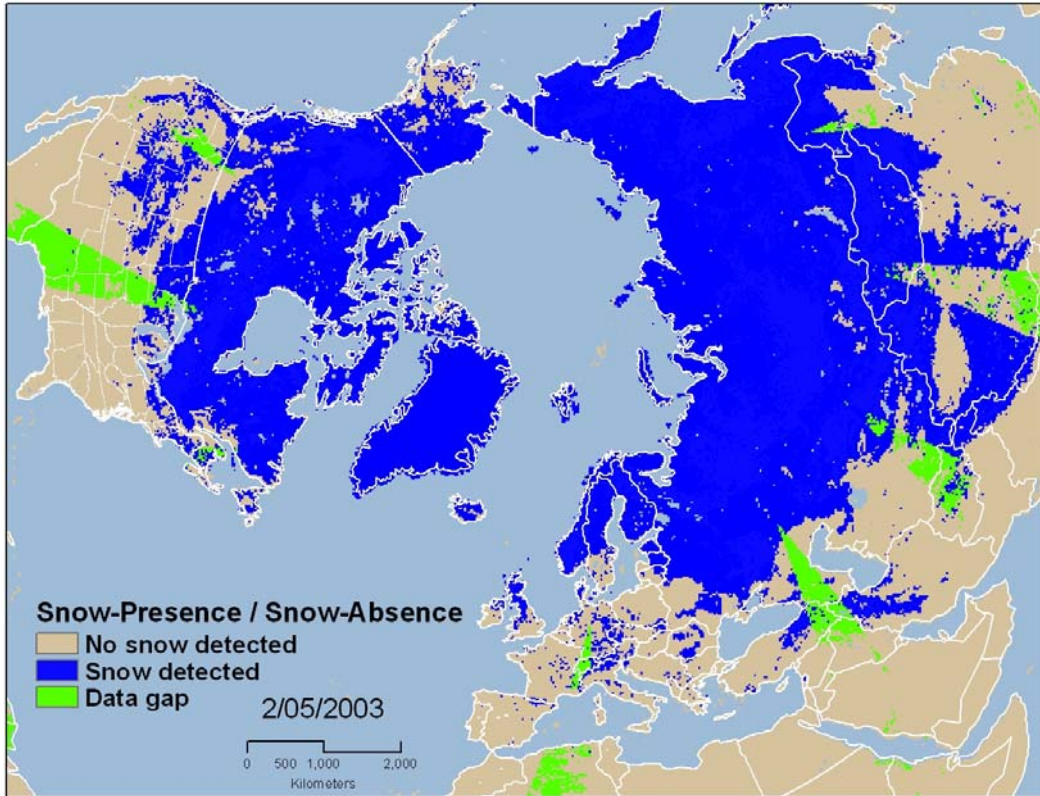 Snow-Presence / Snow-Absence
No snow detected
Snow detected
Data gap
2/05/2003
0 500 1,000 2,000
Kilometers